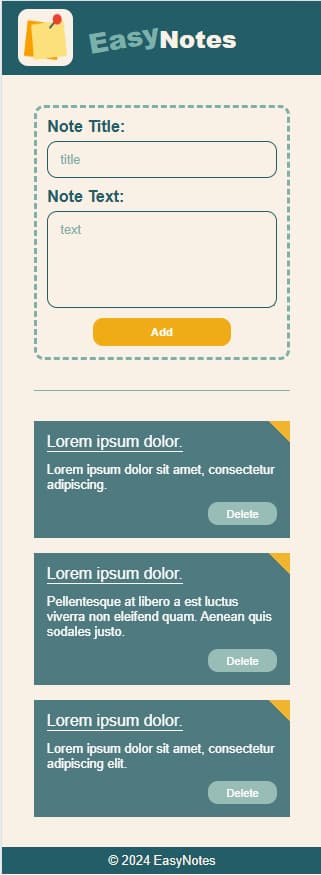 EasyNotes
Note Title:
title
Note Text:
text
Add
Lorem ipsum dolor.
Lorem ipsum dolor sit amet, consectetur
adipiscing.
Delete
Lorem ipsum dolor.
Pellentesque at libero a est luctus
viverra non eleifend quam. Aenean quis
sodales justo.
Delete
Lorem ipsum dolor.
Lorem ipsum dolor sit amet, consectetur
adipiscing elit.
Delete
© 2024 EasyNotes